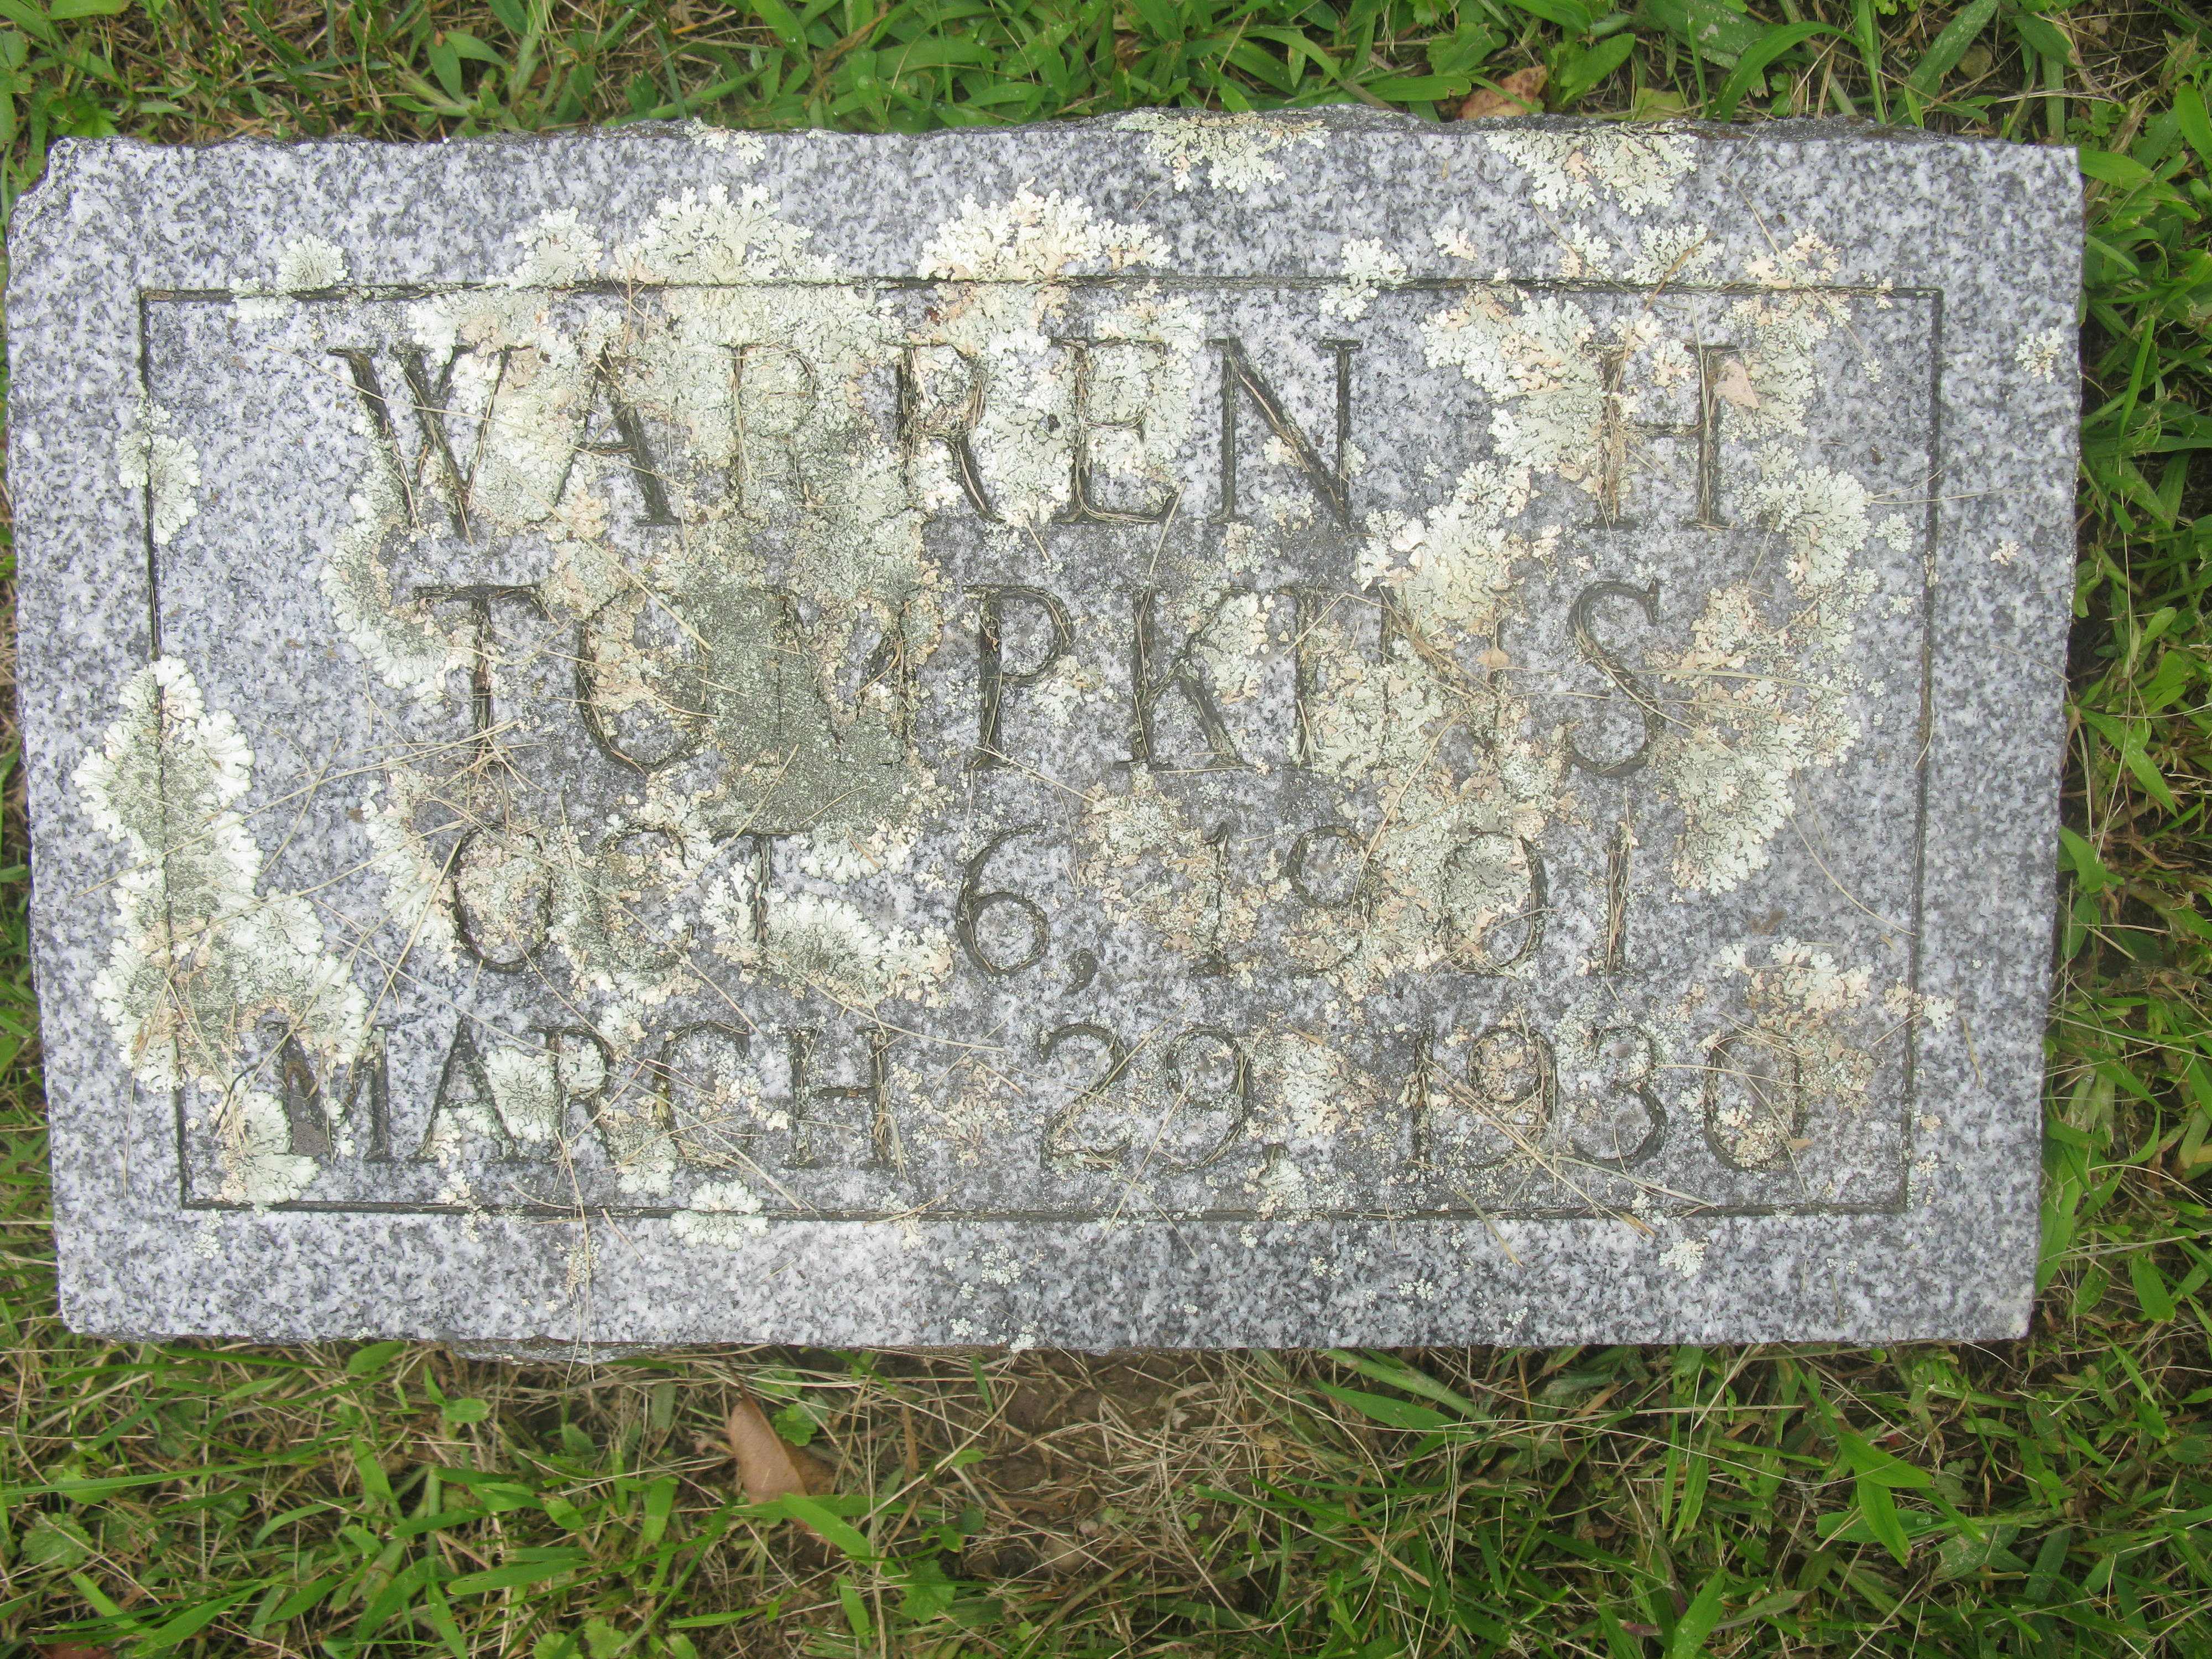 WARREN H
TOMPKINS
OCT 6, 1901
MARCH 29, 1930